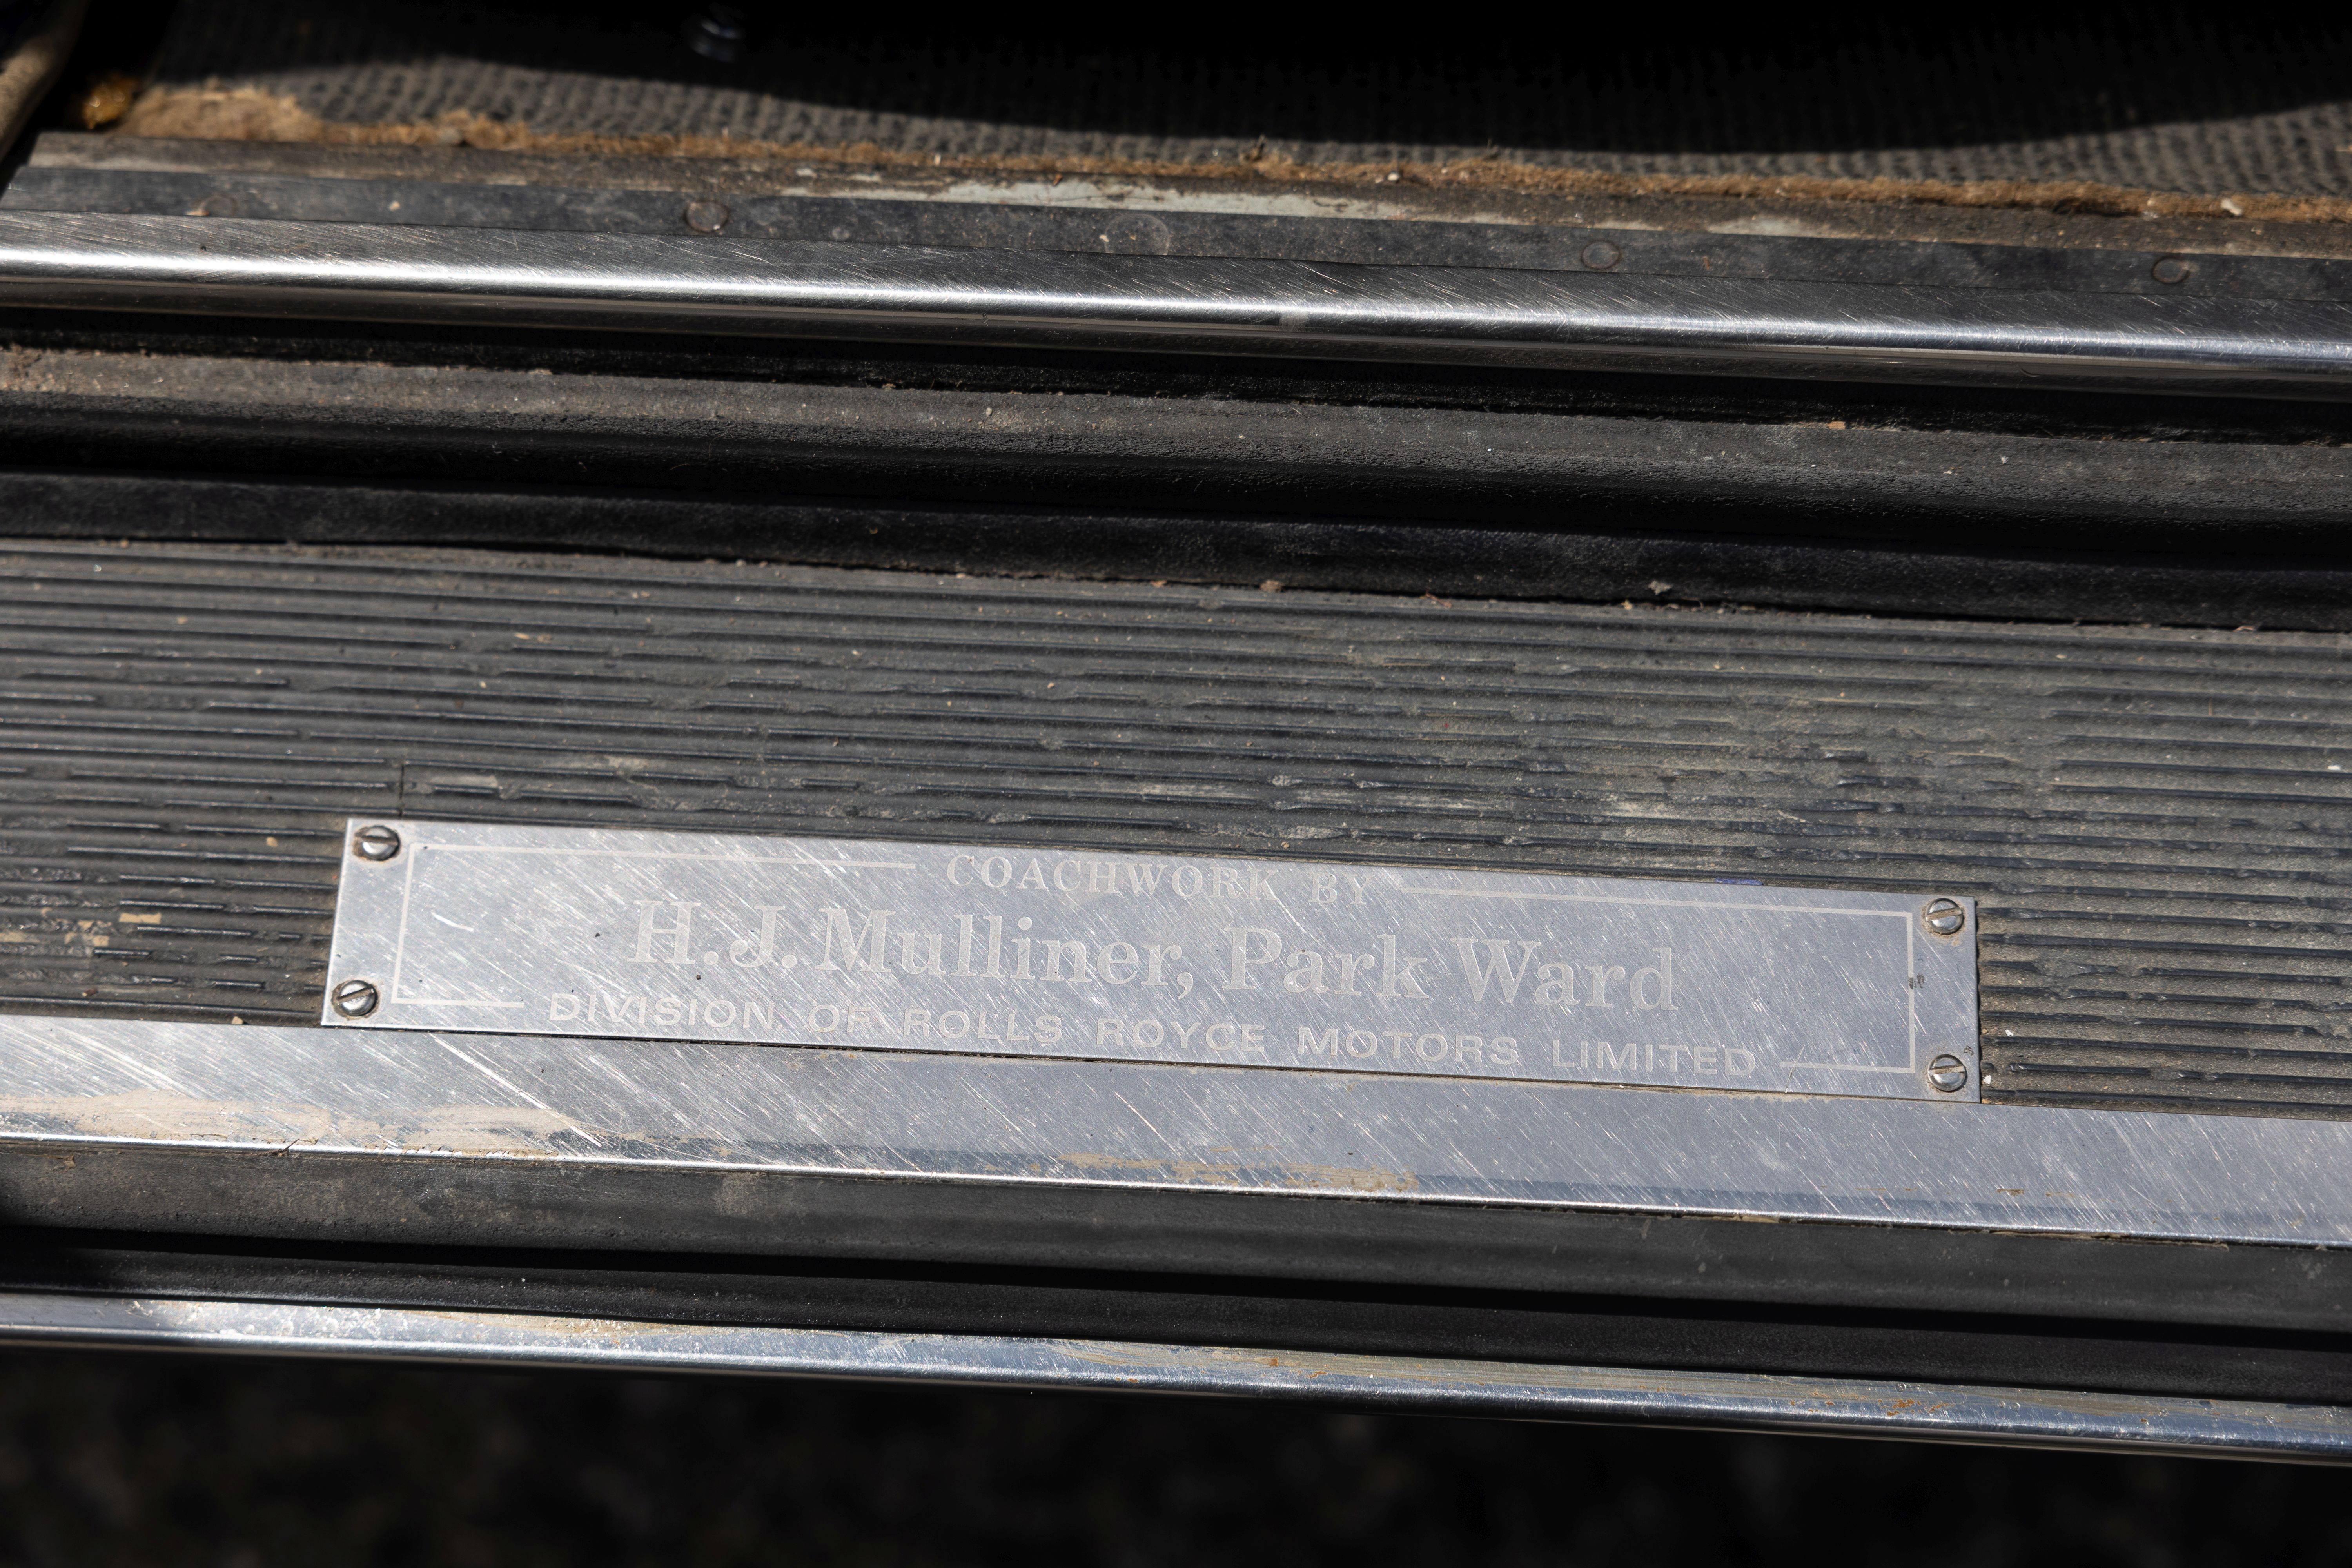 COACHWORK BY
H.J. Mulliner, Park Ward
DIVISION OF ROLLS ROYCE MOTORS LIMITED